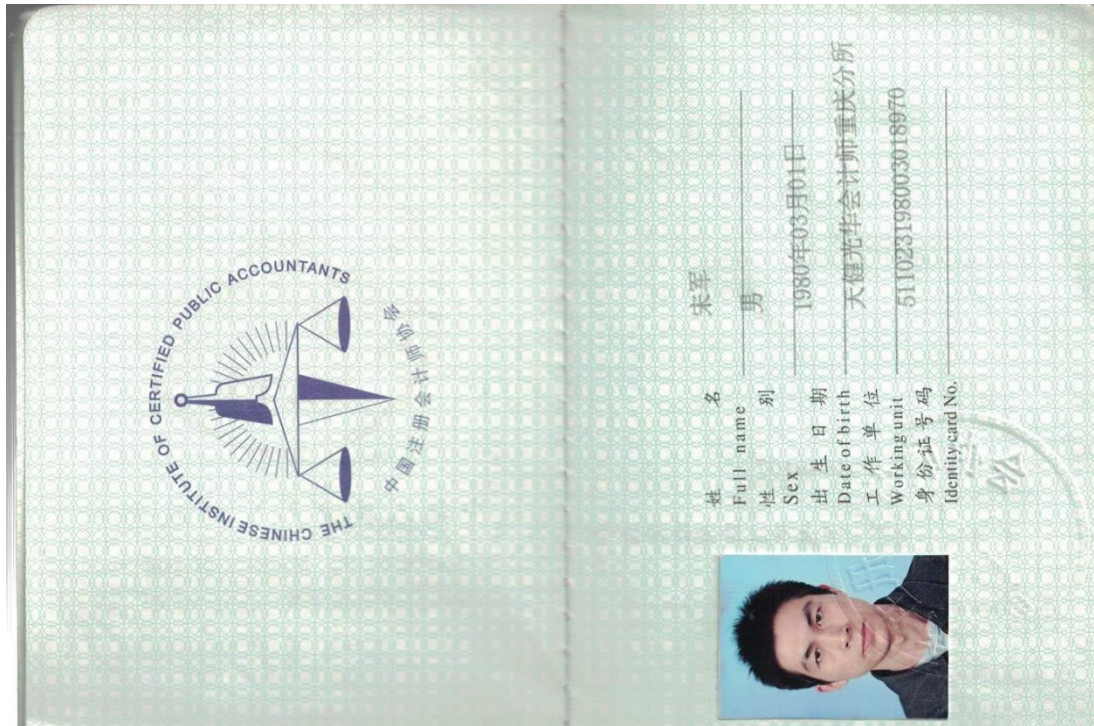 THE CHINESE INSTITUTE OF CERTIFIED PUBLIC ACCOUNTANTS
中国注册会计师协会
姓名 宋军
Full name
性别 男
Sex
出生日期 1980年03月01日
Date of birth
工作单位 天健光华会计师重庆分所
Working unit
身份证号码 511023198003018970
Identity card No.